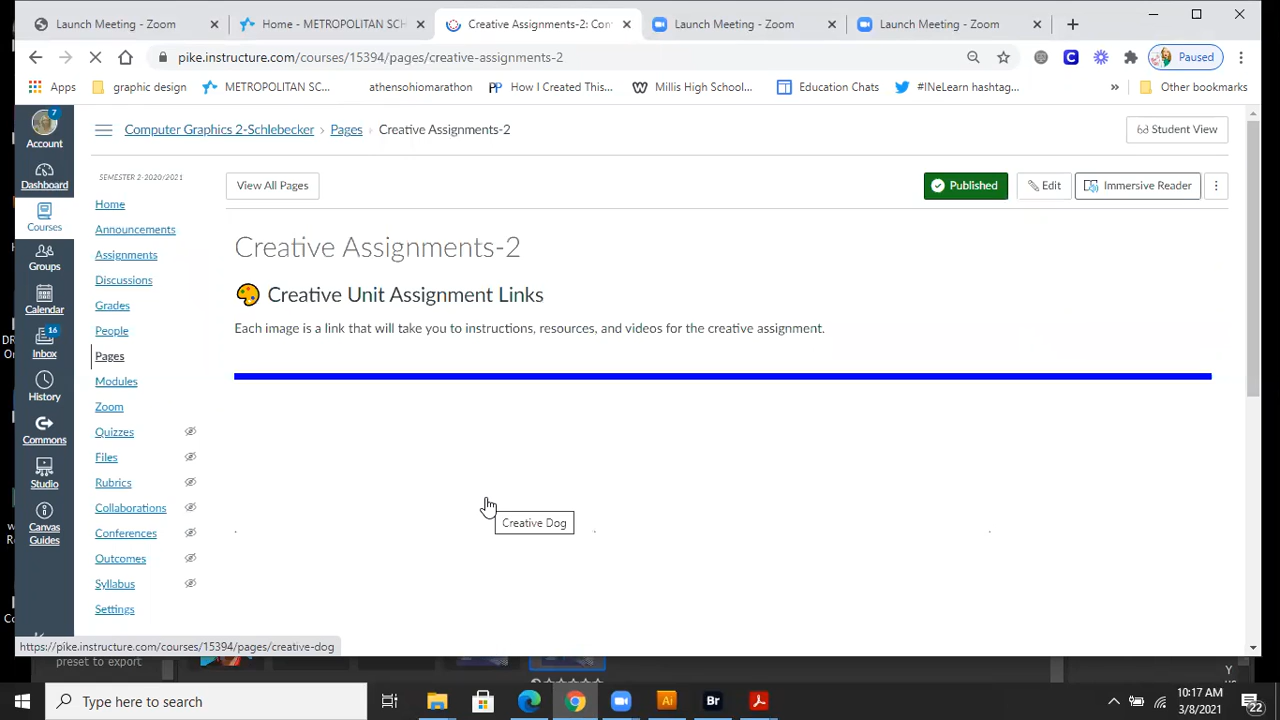 Launch Meeting - Zoom
Home - METROPOLITAN SCH
Creative Assignments-2: Con
Launch Meeting - Zoom
Launch Meeting - Zoom
pike.instructure.com/courses/15394/pages/creative-assignments-2
Paused
Apps
graphic design
METROPOLITAN SC...
athensohiomarathon
How I Created This...
Millis High School...
Education Chats
#INeLearn hashtag...
»
Other bookmarks
7
Account
Dashboard
Courses
Groups
Calendar
16
Inbox
History
Commons
Studio
Canvas
Guides
Computer Graphics 2-Schlebecker › Pages › Creative Assignments-2
Student View
SEMESTER 2-2020/2021
Home
Announcements
Assignments
Discussions
Grades
People
Pages
Modules
Zoom
Quizzes
Files
Rubrics
Collaborations
Conferences
Outcomes
Syllabus
Settings
View All Pages
Published
Edit
Immersive Reader
Creative Assignments-2
Creative Unit Assignment Links
Each image is a link that will take you to instructions, resources, and videos for the creative assignment.
Creative Dog
https://pike.instructure.com/courses/15394/pages/creative-dog
preset to export
Type here to search
Ai
Br
10:17 AM
3/8/2021
22